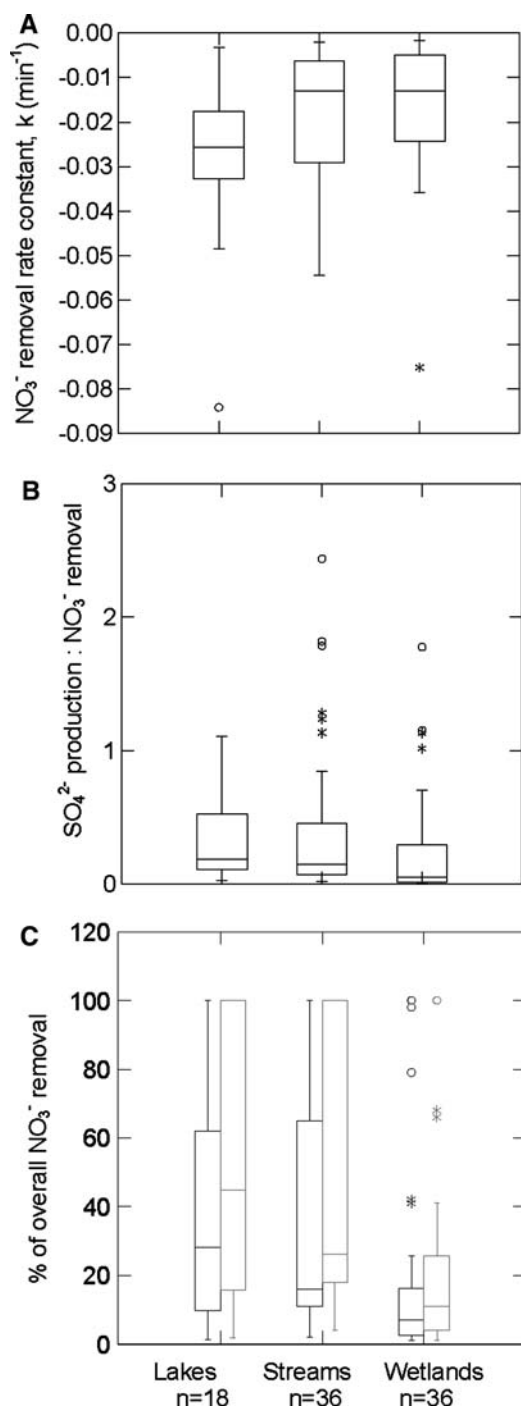 A
NO₃⁻ removal rate constant, k (min⁻¹)
0.00
-0.01
-0.02
-0.03
-0.04
-0.05
-0.06
-0.07
-0.08
-0.09
B
SO₄²⁻ production : NO₃⁻ removal
3
2
1
0
C
% of overall NO₃⁻ removal
120
100
80
60
40
20
0
Lakes Streams Wetlands
n=18 n=36 n=36